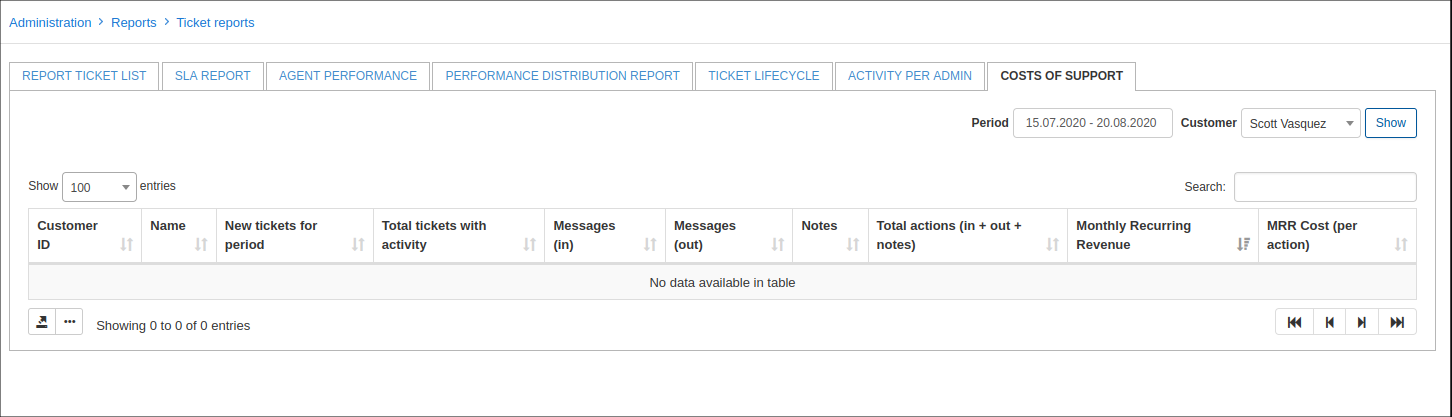 Administration > Reports > Ticket reports
REPORT TICKET LIST SLA REPORT AGENT PERFORMANCE PERFORMANCE DISTRIBUTION REPORT TICKET LIFECYCLE ACTIVITY PER ADMIN COSTS OF SUPPORT
Period 15.07.2020 - 20.08.2020 Customer Scott Vasquez Show
Show 100 entries Search:
Customer ID Name New tickets for period Total tickets with activity Messages (in) Messages (out) Notes Total actions (in + out + notes) Monthly Recurring Revenue MRR Cost (per action)
No data available in table
Showing 0 to 0 of 0 entries